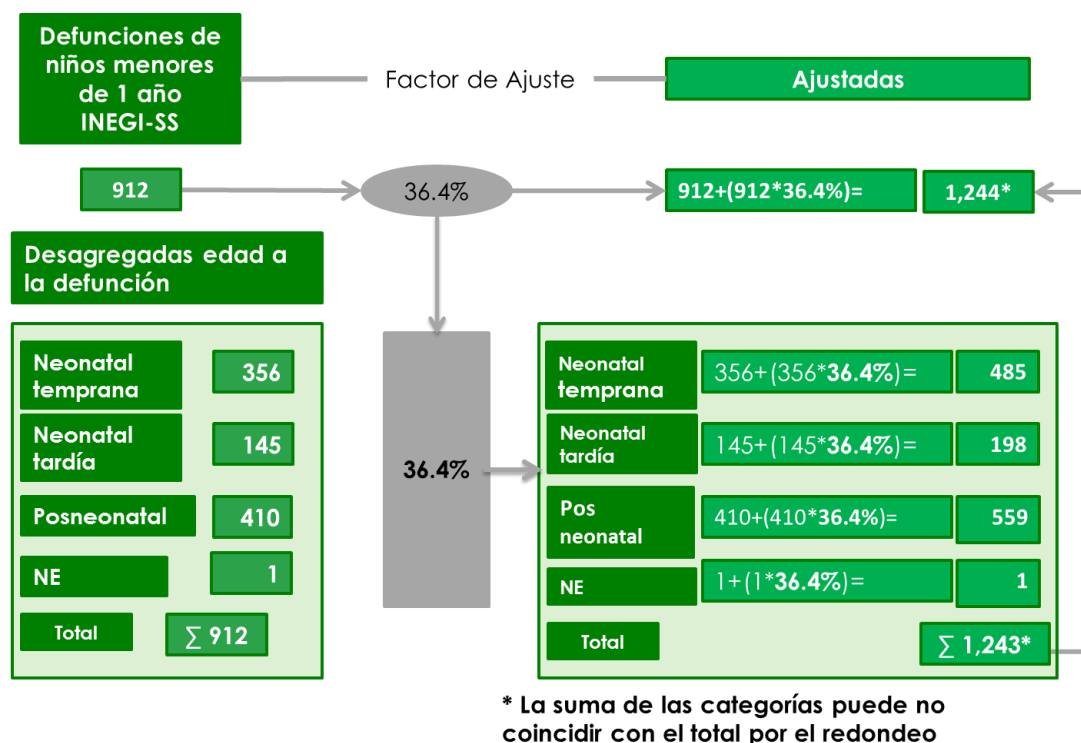 Defunciones de
niños menores
de 1 año
INEGI-SS
Factor de Ajuste
Ajustadas
912
36.4%
912+(912*36.4%)=
1,244*
Desagregadas edad a
la defunción
Neonatal
temprana
356
Neonatal
tardía
145
Posneonatal
410
NE
1
Total
∑ 912
36.4%
Neonatal
temprana
356+(356*36.4%)=
485
Neonatal
tardía
145+(145*36.4%)=
198
Pos
neonatal
410+(410*36.4%)=
559
NE
1+(1*36.4%)=
1
Total
∑ 1,243*
* La suma de las categorías puede no
coincidir con el total por el redondeo